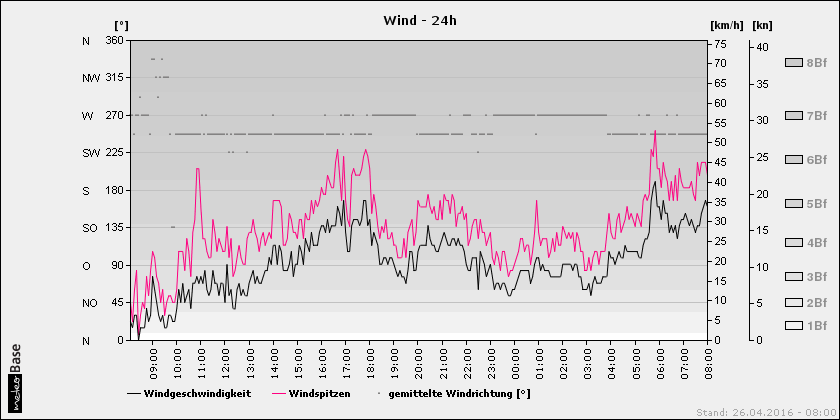 Wind - 24h
[°] [km/h] [kn]
N 360
NW 315
W 270
SW 225
S 180
SO 135
O 90
NO 45
N 0
75
70
65
60
55
50
45
40
35
30
25
20
15
10
5
0
40
35
30
25
20
15
10
5
0
8Bf
7Bf
6Bf
5Bf
4Bf
3Bf
2Bf
1Bf
09:00 10:00 11:00 12:00 13:00 14:00 15:00 16:00 17:00 18:00 19:00 20:00 21:00 22:00 23:00 00:00 01:00 02:00 03:00 04:00 05:00 06:00 07:00 08:00
Windgeschwindigkeit Windspitzen gemittelte Windrichtung [°]
meteoBase
Stand: 26.04.2016 - 08:00